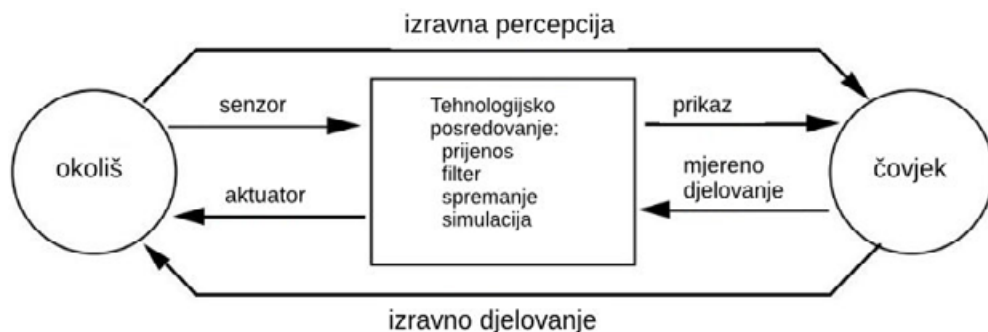 izravna percepcija
okoliš
senzor
aktuator
Tehnologijsko
posredovanje:
prijenos
filter
spremanje
simulacija
prikaz
mjereno
djelovanje
čovjek
izravno djelovanje